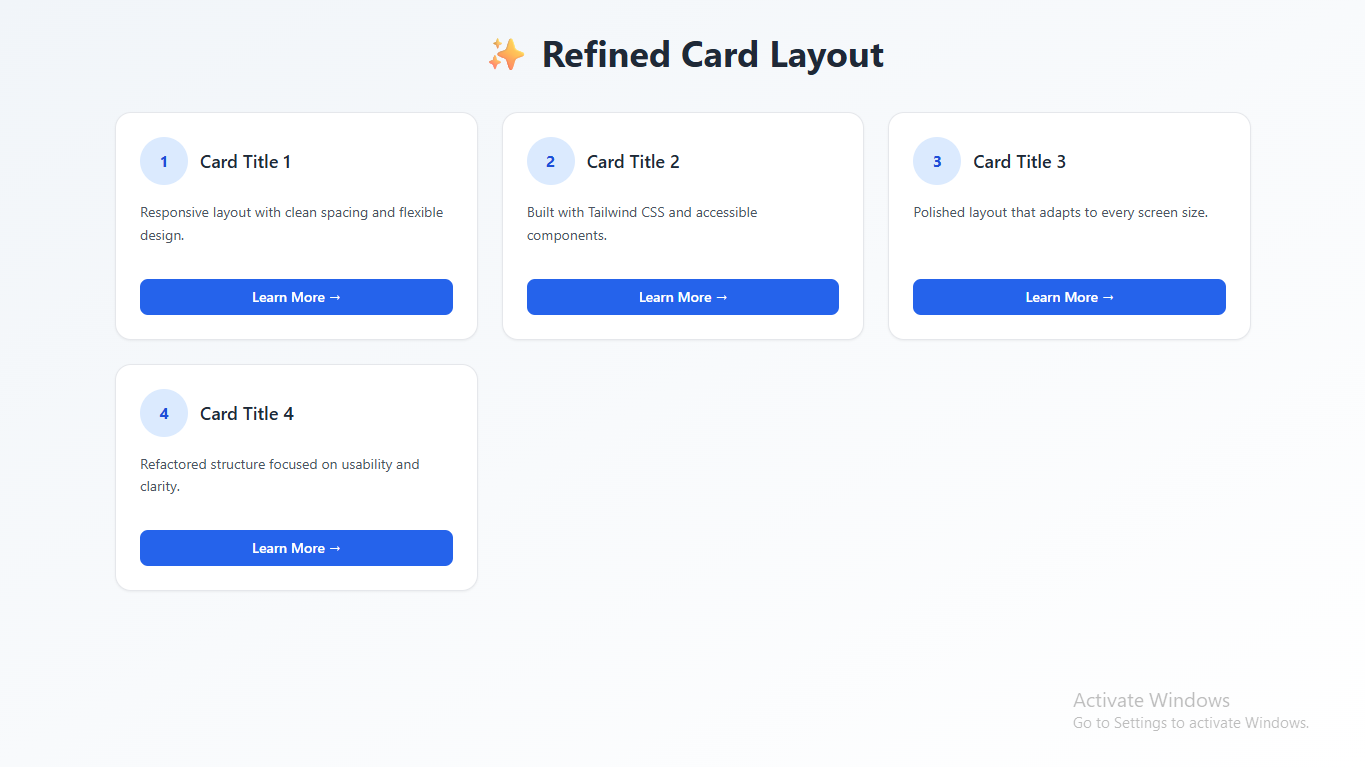 ✨ Refined Card Layout
1
Card Title 1
Responsive layout with clean spacing and flexible
design.
Learn More →
2
Card Title 2
Built with Tailwind CSS and accessible
components.
Learn More →
3
Card Title 3
Polished layout that adapts to every screen size.
Learn More →
4
Card Title 4
Refactored structure focused on usability and
clarity.
Learn More →
Activate Windows
Go to Settings to activate Windows.